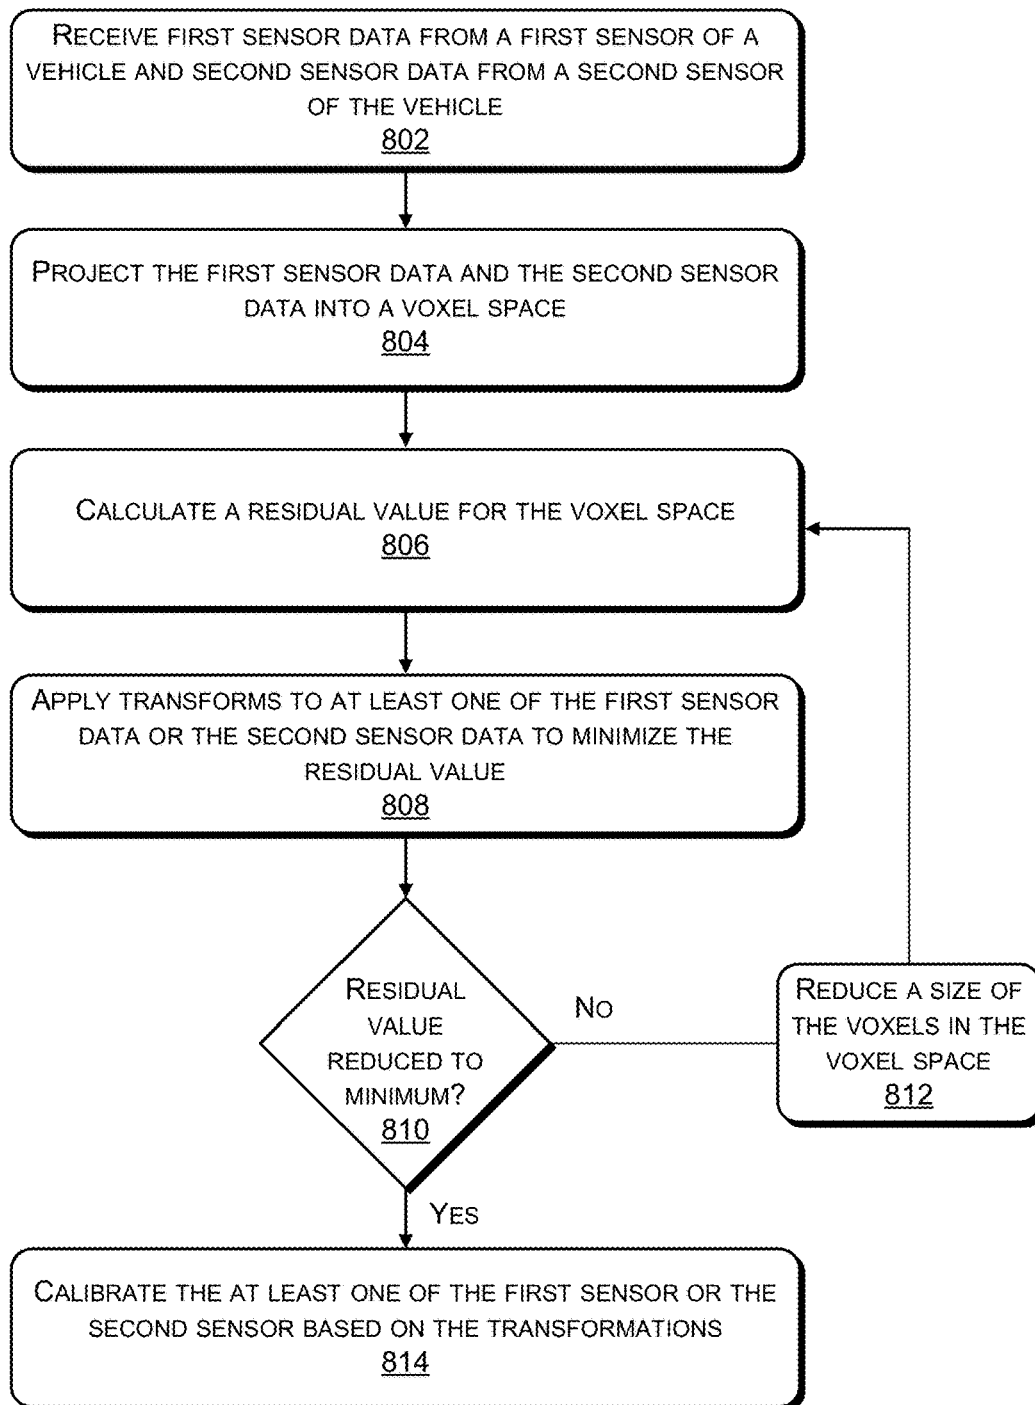 RECEIVE FIRST SENSOR DATA FROM A FIRST SENSOR OF A
VEHICLE AND SECOND SENSOR DATA FROM A SECOND SENSOR
OF THE VEHICLE
802
PROJECT THE FIRST SENSOR DATA AND THE SECOND SENSOR
DATA INTO A VOXEL SPACE
804
CALCULATE A RESIDUAL VALUE FOR THE VOXEL SPACE
806
APPLY TRANSFORMS TO AT LEAST ONE OF THE FIRST SENSOR
DATA OR THE SECOND SENSOR DATA TO MINIMIZE THE
RESIDUAL VALUE
808
RESIDUAL
VALUE
REDUCED TO
MINIMUM?
810
NO
REDUCE A SIZE OF
THE VOXELS IN THE
VOXEL SPACE
812
YES
CALIBRATE THE AT LEAST ONE OF THE FIRST SENSOR OR THE
SECOND SENSOR BASED ON THE TRANSFORMATIONS
814